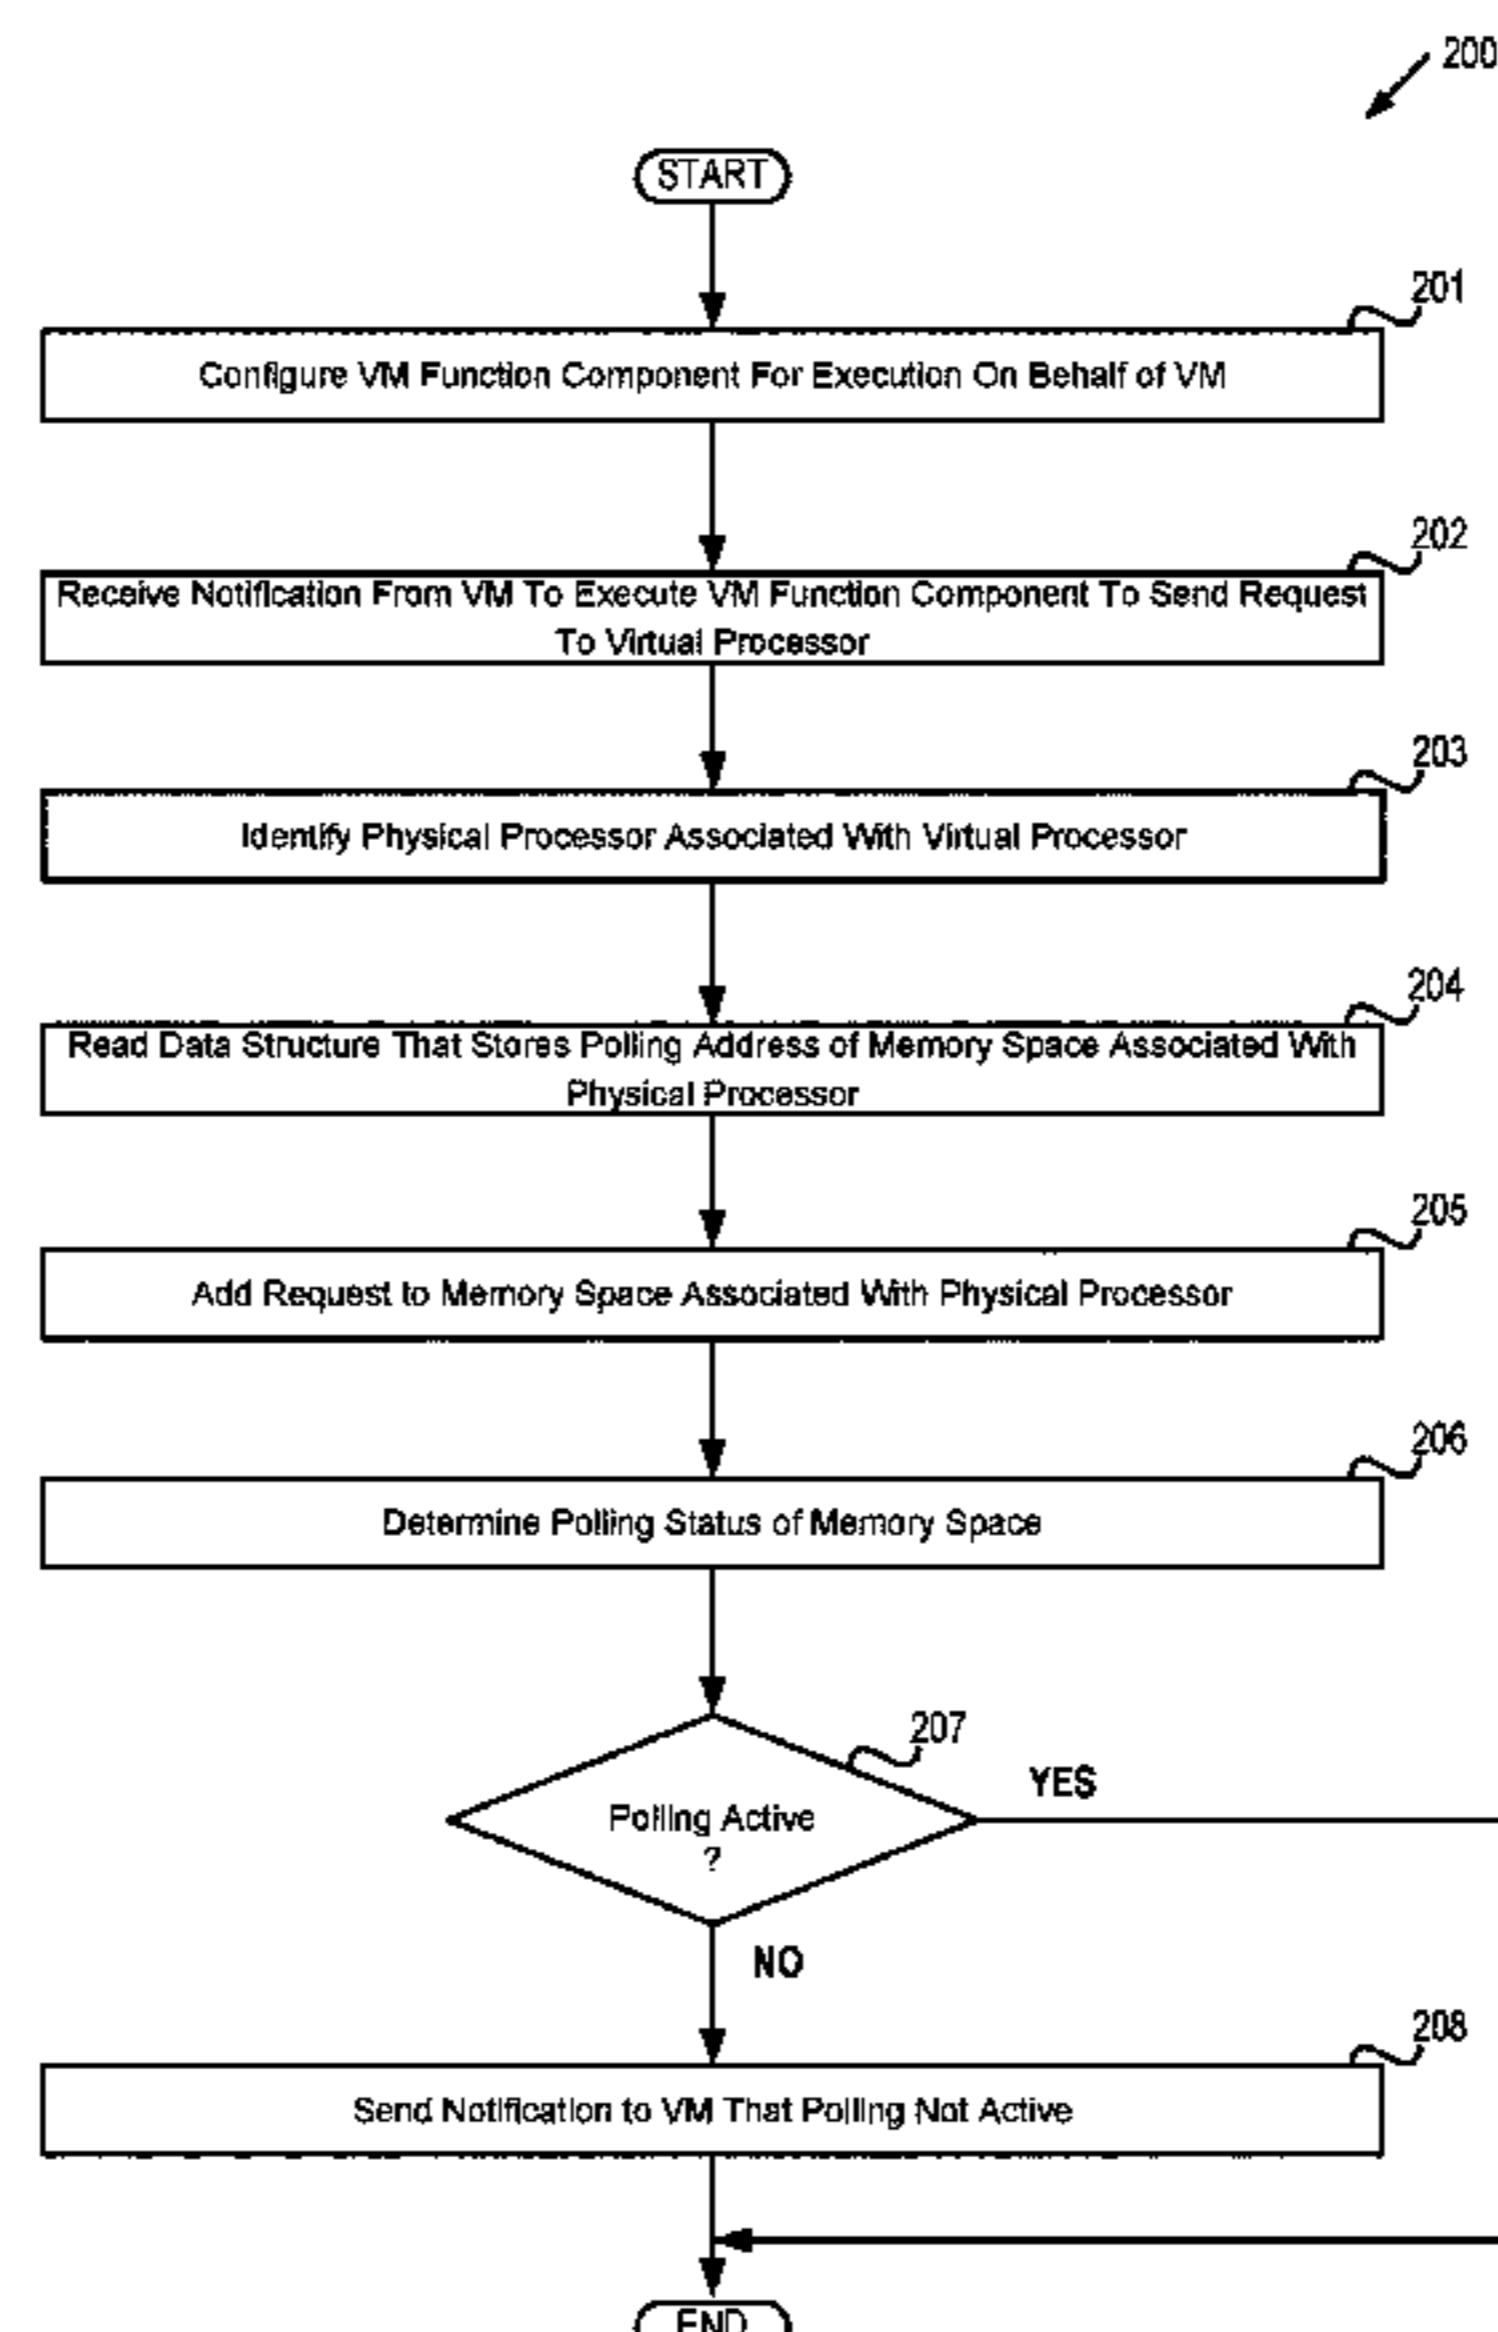 200
START
201
Configure VM Function Component For Execution On Behalf of VM
202
Receive Notification From VM To Execute VM Function Component To Send Request
To Virtual Processor
203
Identify Physical Processor Associated With Virtual Processor
204
Read Data Structure That Stores Polling Address of Memory Space Associated With
Physical Processor
205
Add Request to Memory Space Associated With Physical Processor
206
Determine Polling Status of Memory Space
207
YES
Polling Active
?
NO
208
Send Notification to VM That Polling Not Active
END